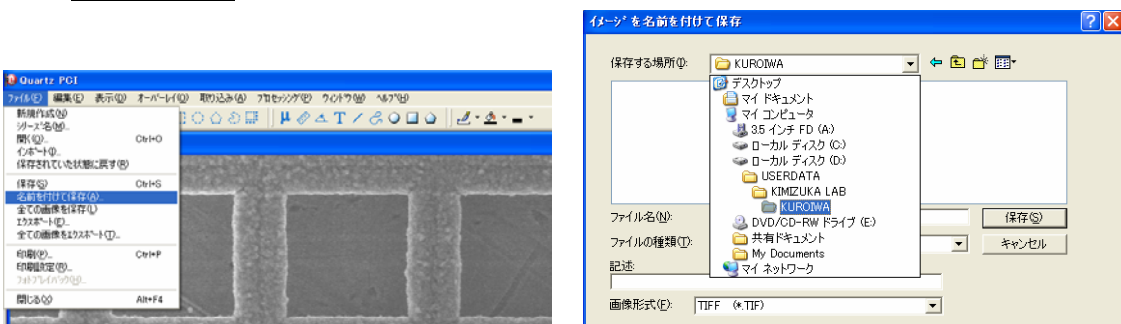 Quartz PCI
ファイル(F) 編集(E) 表示(D) オーバーレイ(O) 取り込み(A) プロセッシング(P) ウィンドウ(W) ヘルプ(H)
新規作成(N)
シリーズ名(M)...
開く(O)... Ctrl+O
インポート(I)...
保存されていた状態に戻す(R)
保存(S) Ctrl+S
名前を付けて保存(A)...
全ての画像を保存(L)
エクスポート(E)...
全ての画像をエクスポート(T)...
印刷(P)... Ctrl+P
印刷設定(R)...
閉じる(X) Alt+F4
イメージを名前を付けて保存
保存する場所(I): KUROIWA
デスクトップ
マイ ドキュメント
マイ コンピュータ
3.5 インチ FD (A:)
ローカル ディスク (C:)
ローカル ディスク (D:)
USERDATA
KIMIZUKA LAB
KUROIWA
DVD/CD-RW ドライブ (E:)
共有ドキュメント
My Documents
マイ ネットワーク
ファイル名(N): 保存(S)
ファイルの種類(T): キャンセル
記述:
画像形式(F): TIFF (*.TIF)